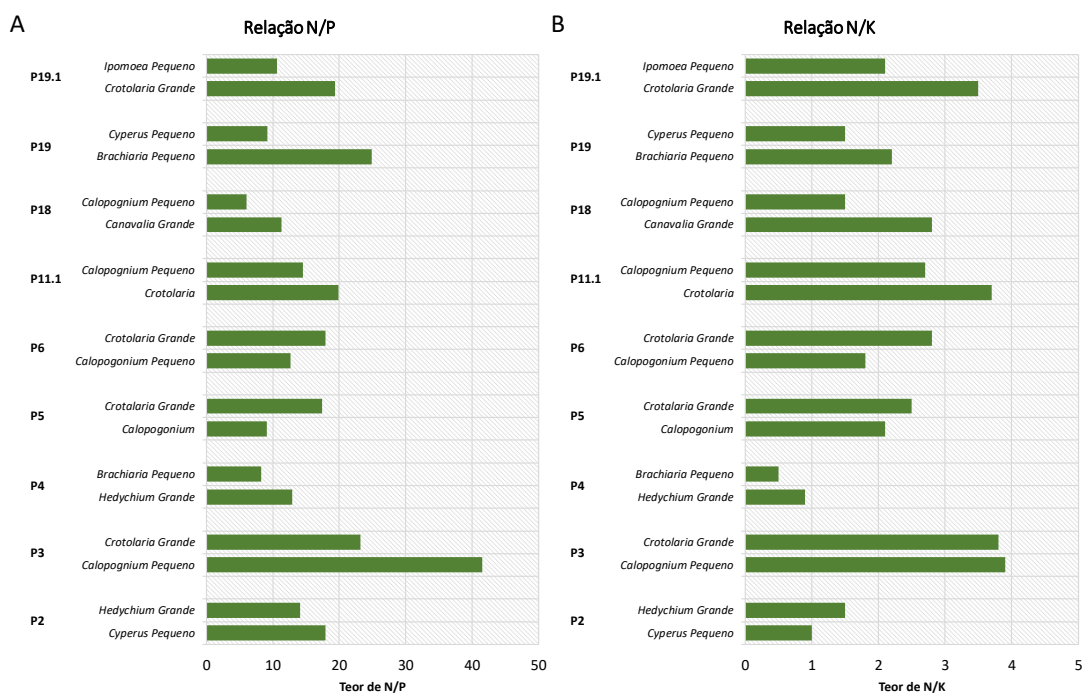 A
Relação N/P
P19.1
Ipomoea Pequeno
Crotolaria Grande
P19
Cyperus Pequeno
Brachiaria Pequeno
P18
Calopognium Pequeno
Canavalia Grande
P11.1
Calopognium Pequeno
Crotolaria
P6
Crotolaria Grande
Calopogonium Pequeno
P5
Crotalaria Grande
Calopogonium
P4
Brachiaria Pequeno
Hedychium Grande
P3
Crotolaria Grande
Calopognium Pequeno
P2
Hedychium Grande
Cyperus Pequeno
0 10 20 30 40 50
Teor de N/P
B
Relação N/K
P19.1
Ipomoea Pequeno
Crotolaria Grande
P19
Cyperus Pequeno
Brachiaria Pequeno
P18
Calopognium Pequeno
Canavalia Grande
P11.1
Calopognium Pequeno
Crotolaria
P6
Crotolaria Grande
Calopogonium Pequeno
P5
Crotalaria Grande
Calopogonium
P4
Brachiaria Pequeno
Hedychium Grande
P3
Crotolaria Grande
Calopognium Pequeno
P2
Hedychium Grande
Cyperus Pequeno
0 1 2 3 4 5
Teor de N/K